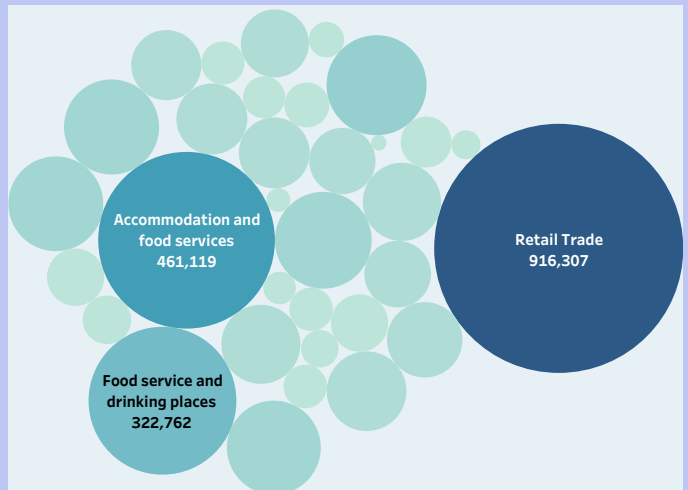 Accommodation and
food services
461,119
Retail Trade
916,307
Food service and
drinking places
322,762